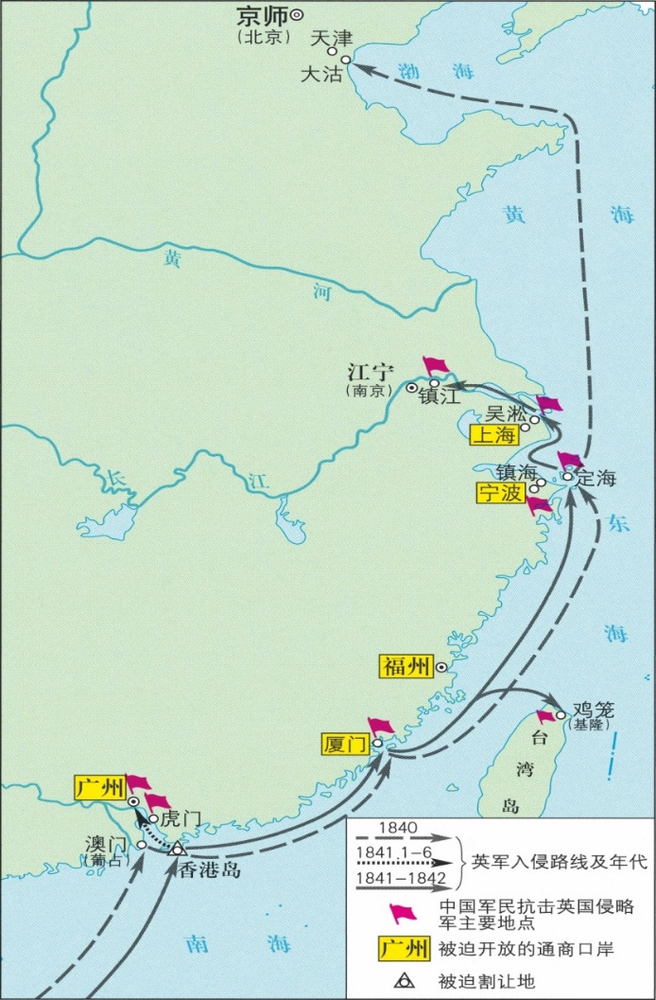 京师
(北京)
天津
大沽
渤海
黄海
黄河
江宁
(南京)
镇江
吴淞
上海
长江
镇海
定海
宁波
东海
福州
鸡笼
(基隆)
厦门
台湾岛
广州
虎门
澳门
(葡占)
香港岛
南海
1840
1841.1-6
1841-1842
英军入侵路线及年代
中国军民抗击英国侵略
军主要地点
广州 被迫开放的通商口岸
被迫割让地